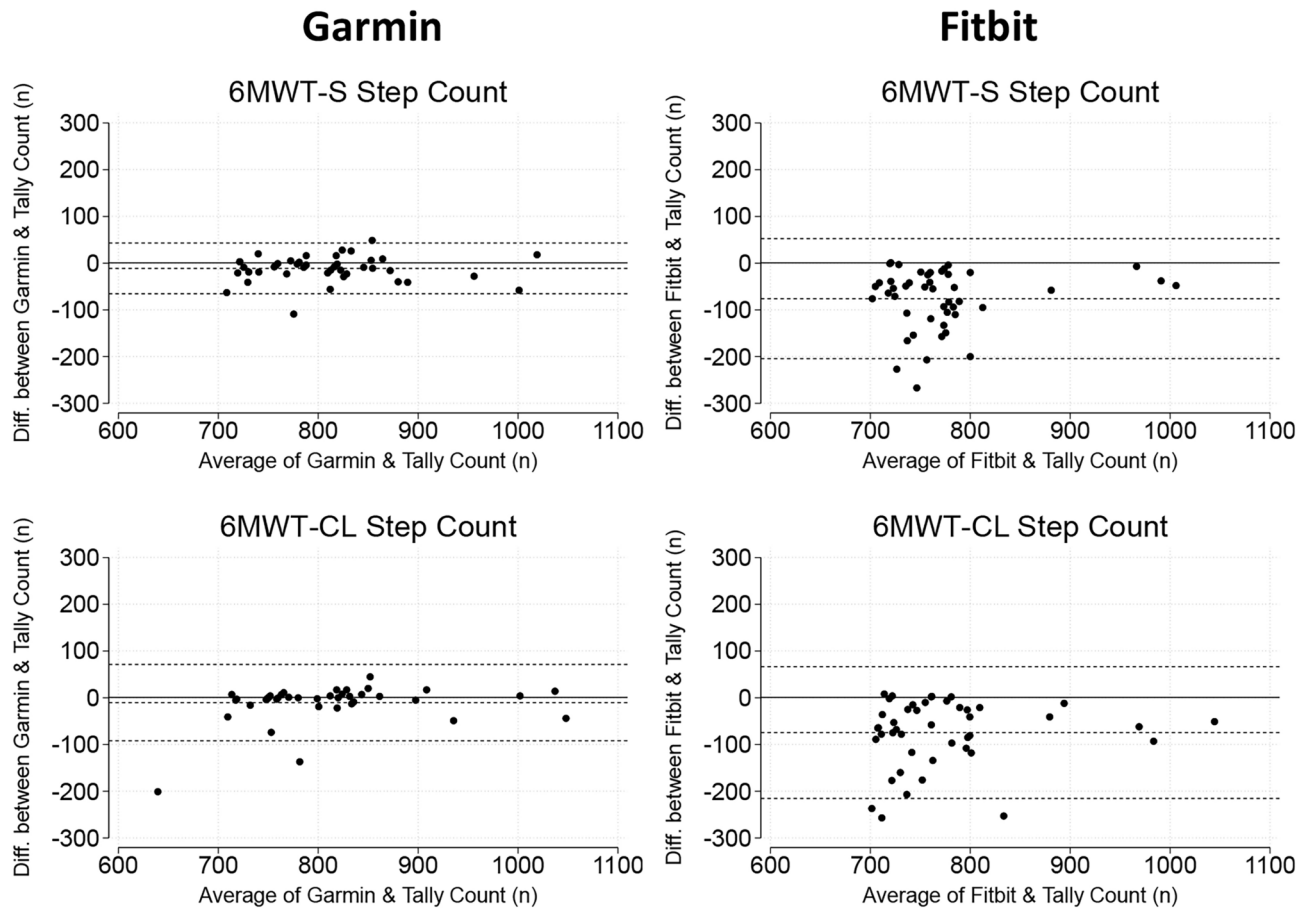 Garmin
Fitbit
6MWT-S Step Count
Diff. between Garmin & Tally Count (n)
300
200
100
0
-100
-200
-300
600 700 800 900 1000 1100
Average of Garmin & Tally Count (n)
6MWT-S Step Count
Diff. between Fitbit & Tally Count (n)
300
200
100
0
-100
-200
-300
600 700 800 900 1000 1100
Average of Fitbit & Tally Count (n)
6MWT-CL Step Count
Diff. between Garmin & Tally Count (n)
300
200
100
0
-100
-200
-300
600 700 800 900 1000 1100
Average of Garmin & Tally Count (n)
6MWT-CL Step Count
Diff. between Fitbit & Tally Count (n)
300
200
100
0
-100
-200
-300
600 700 800 900 1000 1100
Average of Fitbit & Tally Count (n)